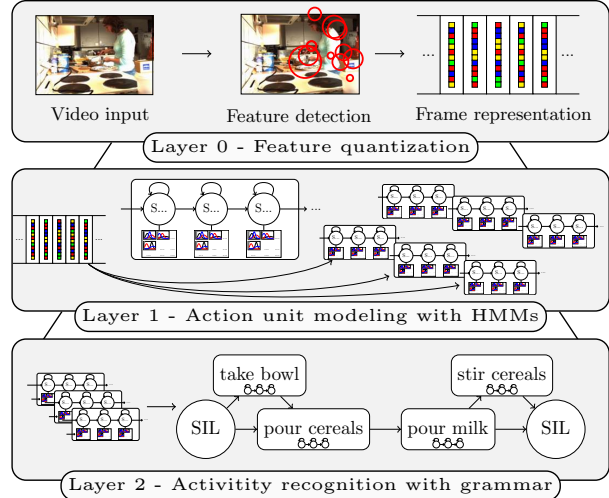 Video input
Feature detection
Frame representation
... ...
Layer 0 - Feature quantization
S... S... S... ...
Layer 1 - Action unit modeling with HMMs
take bowl
stir cereals
SIL
pour cereals
pour milk
SIL
Layer 2 - Activitity recognition with grammar